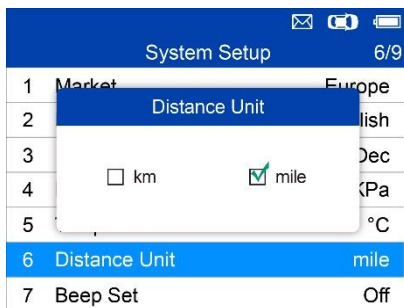 System Setup 6/9
1 Market Europe
Distance Unit
2 lish
3 Dec
km mile
4 KPa
5 °C
6 Distance Unit mile
7 Beep Set Off